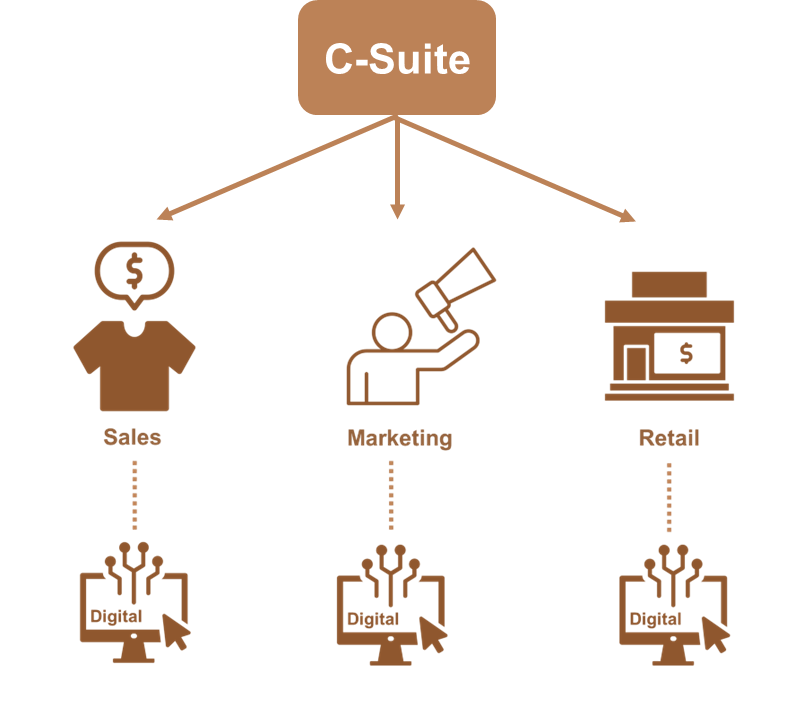 C-Suite
$
$
Sales
Marketing
Retail
Digital
Digital
Digital